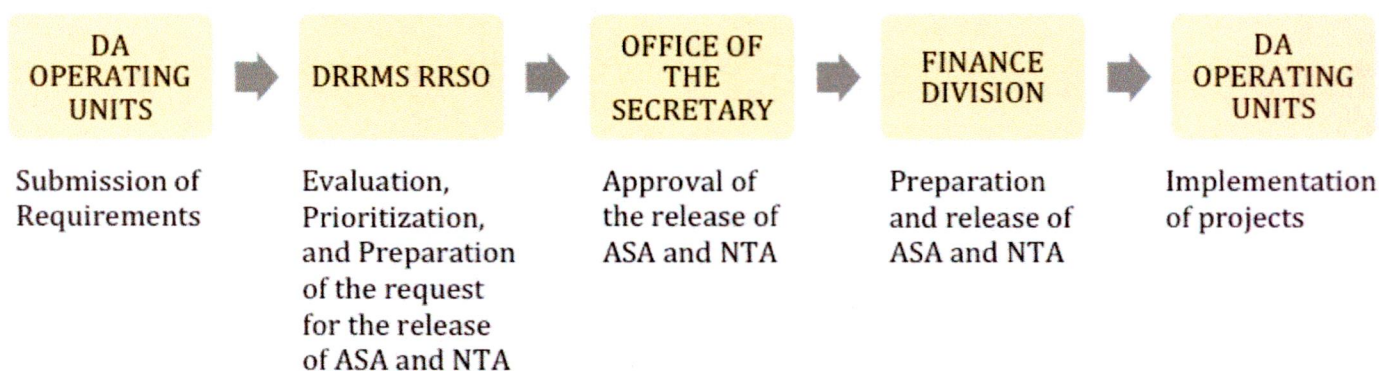 DA
OPERATING
UNITS
DRRMS RRSO
OFFICE OF
THE
SECRETARY
FINANCE
DIVISION
DA
OPERATING
UNITS
Submission of
Requirements
Evaluation,
Prioritization,
and Preparation
of the request
for the release
of ASA and NTA
Approval of
the release of
ASA and NTA
Preparation
and release of
ASA and NTA
Implementation
of projects